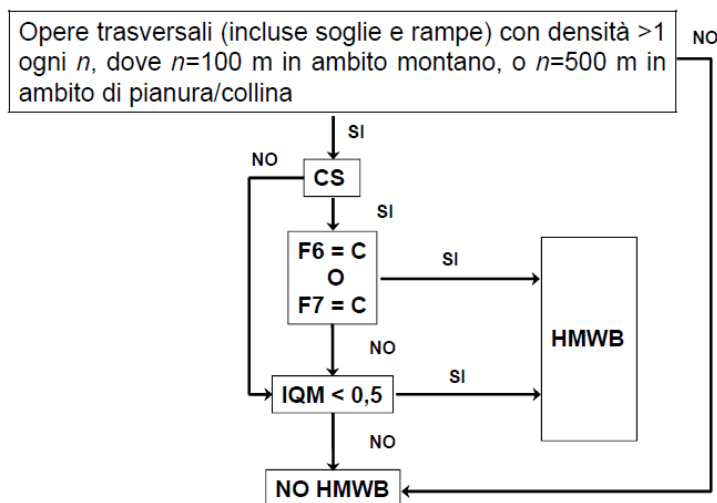 Opere trasversali (incluse soglie e rampe) con densità >1
ogni n, dove n=100 m in ambito montano, o n=500 m in
ambito di pianura/collina
NO
SI
NO
CS
SI
F6 = C
O
F7 = C
SI
HMWB
NO
IQM < 0,5
SI
NO
NO HMWB